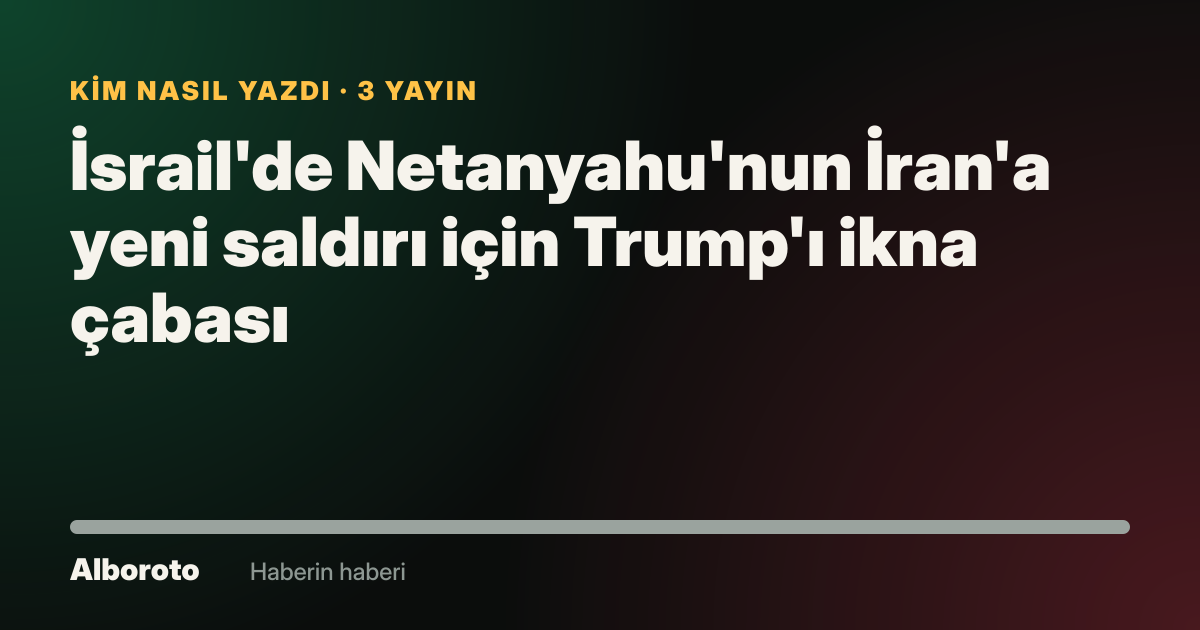 KİM NASIL YAZDI · 3 YAYIN
İsrail'de Netanyahu'nun İran'a
yeni saldırı için Trump'ı ikna
çabası
Alboroto
Haberin haberi